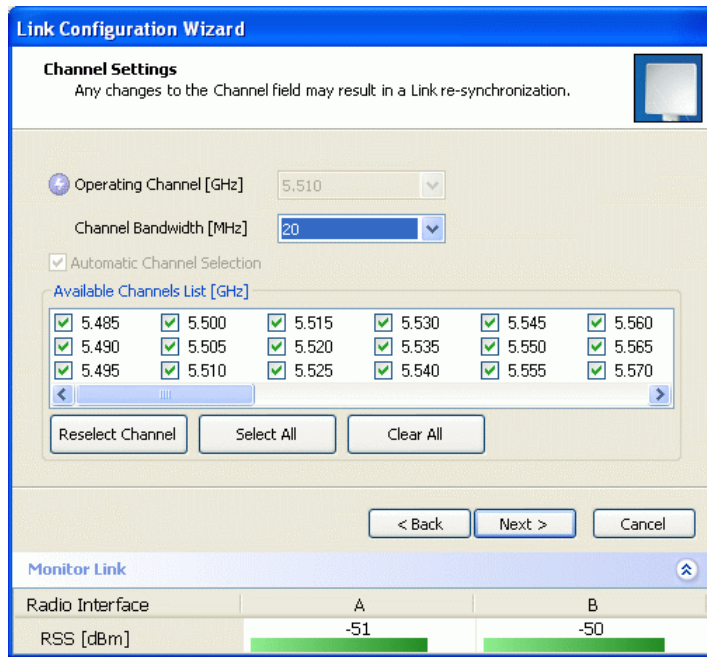 Link Configuration Wizard
Channel Settings
Any changes to the Channel field may result in a Link re-synchronization.
Operating Channel [GHz] 5.510
Channel Bandwidth [MHz] 20
Automatic Channel Selection
Available Channels List [GHz]
5.485 5.500 5.515 5.530 5.545 5.560
5.490 5.505 5.520 5.535 5.550 5.565
5.495 5.510 5.525 5.540 5.555 5.570
Reselect Channel Select All Clear All
< Back Next > Cancel
Monitor Link
Radio Interface A B
RSS [dBm] -51 -50